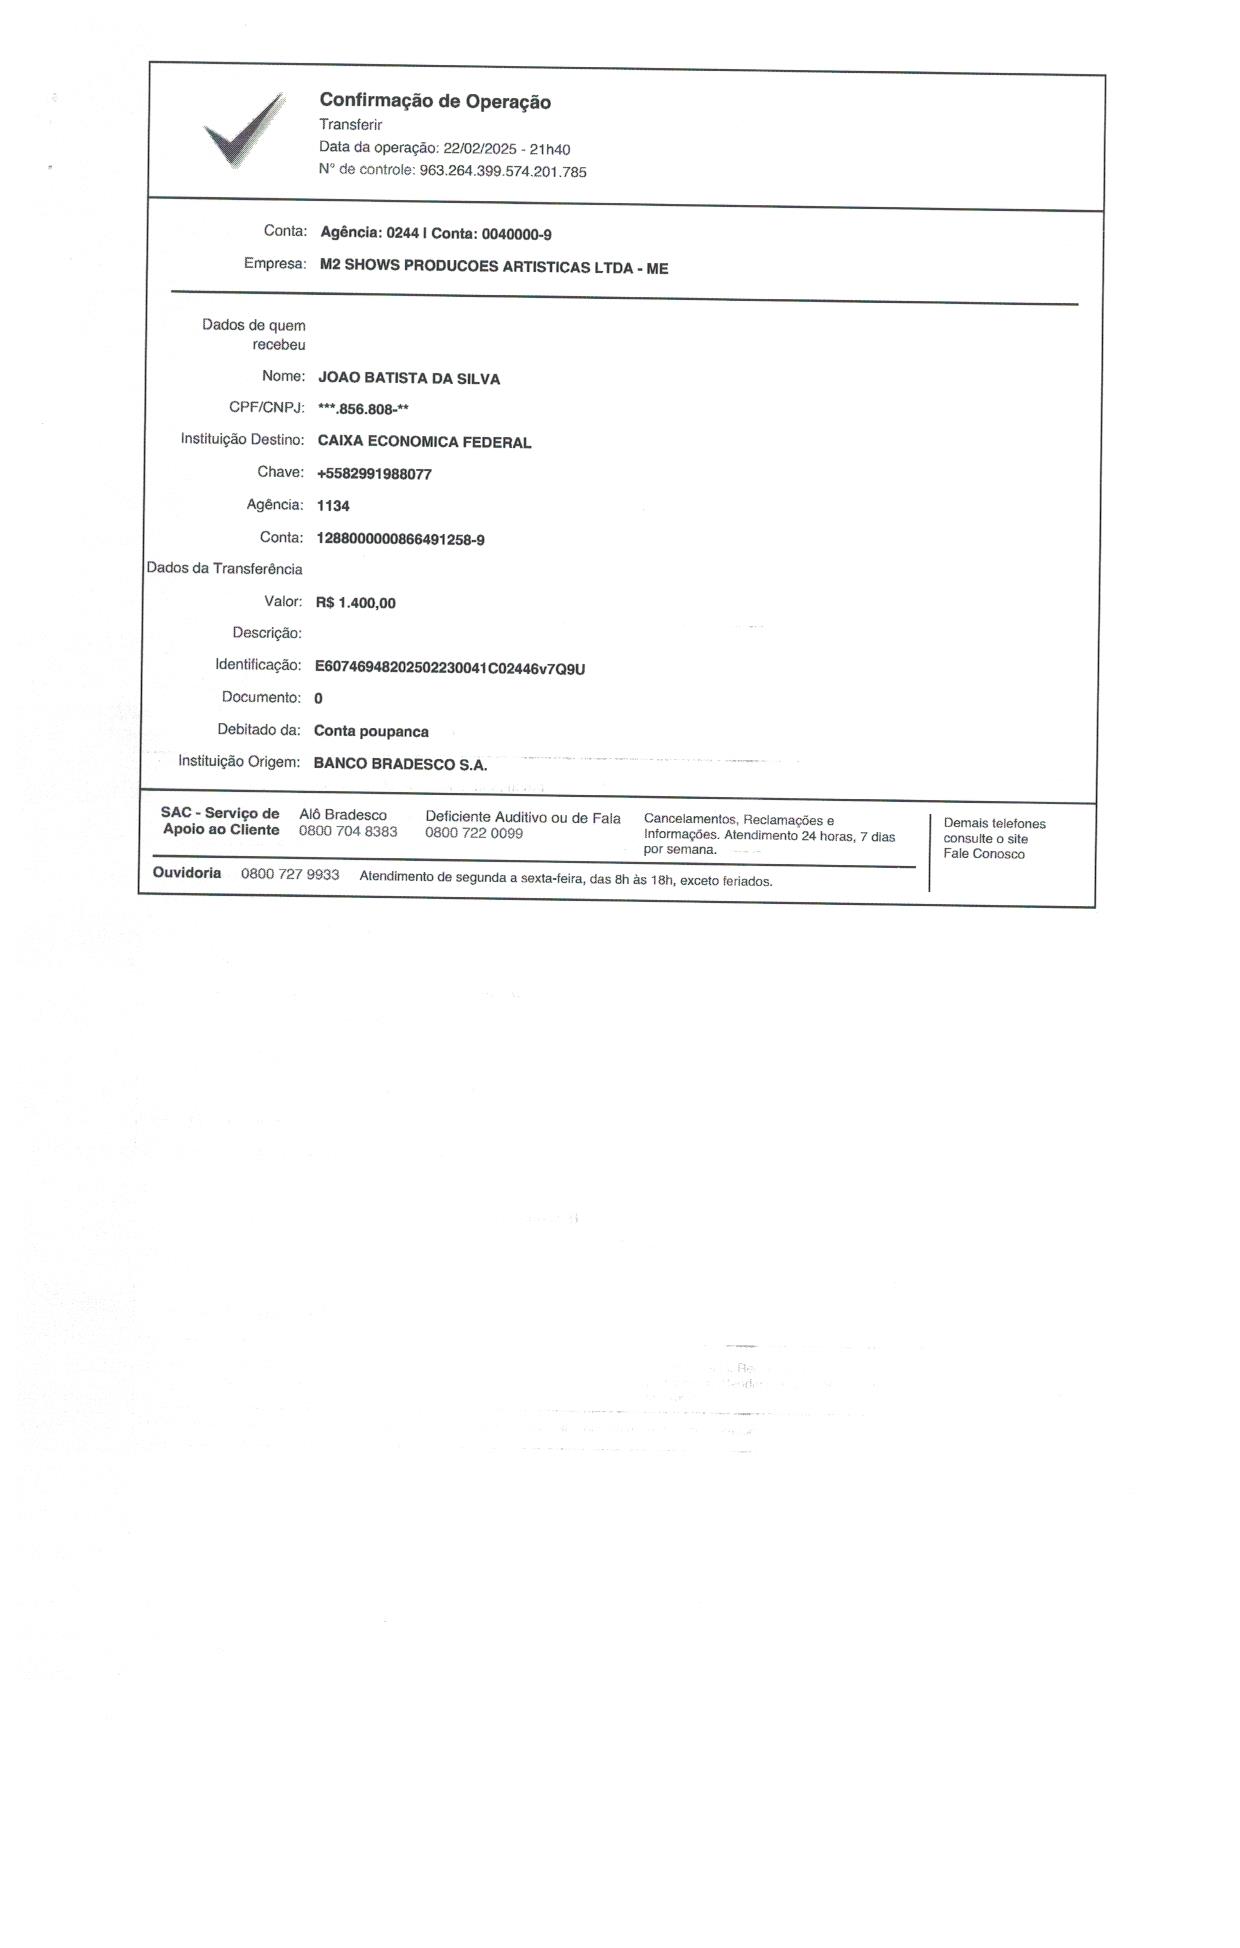 Confirmação de Operação
Transferir
Data da operação: 22/02/2025 - 21h40
N° de controle: 963.264.399.574.201.785
Conta: Agência: 0244 | Conta: 0040000-9
Empresa: M2 SHOWS PRODUCOES ARTISTICAS LTDA - ME
Dados de quem
recebeu
Nome: JOAO BATISTA DA SILVA
CPF/CNPJ: ***.856.808-**
Instituição Destino: CAIXA ECONOMICA FEDERAL
Chave: +5582991988077
Agência: 1134
Conta: 1288000000866491258-9
Dados da Transferência
Valor: R$ 1.400,00
Descrição:
Identificação: E60746948202502230041C02446v7Q9U
Documento: 0
Debitado da: Conta poupanca
Instituição Origem: BANCO BRADESCO S.A.
SAC - Serviço de
Apoio ao Cliente
Alô Bradesco
0800 704 8383
Deficiente Auditivo ou de Fala
0800 722 0099
Cancelamentos, Reclamações e
Informações. Atendimento 24 horas, 7 dias
por semana.
Demais telefones
consulte o site
Fale Conosco
Ouvidoria 0800 727 9933 Atendimento de segunda a sexta-feira, das 8h às 18h, exceto feriados.